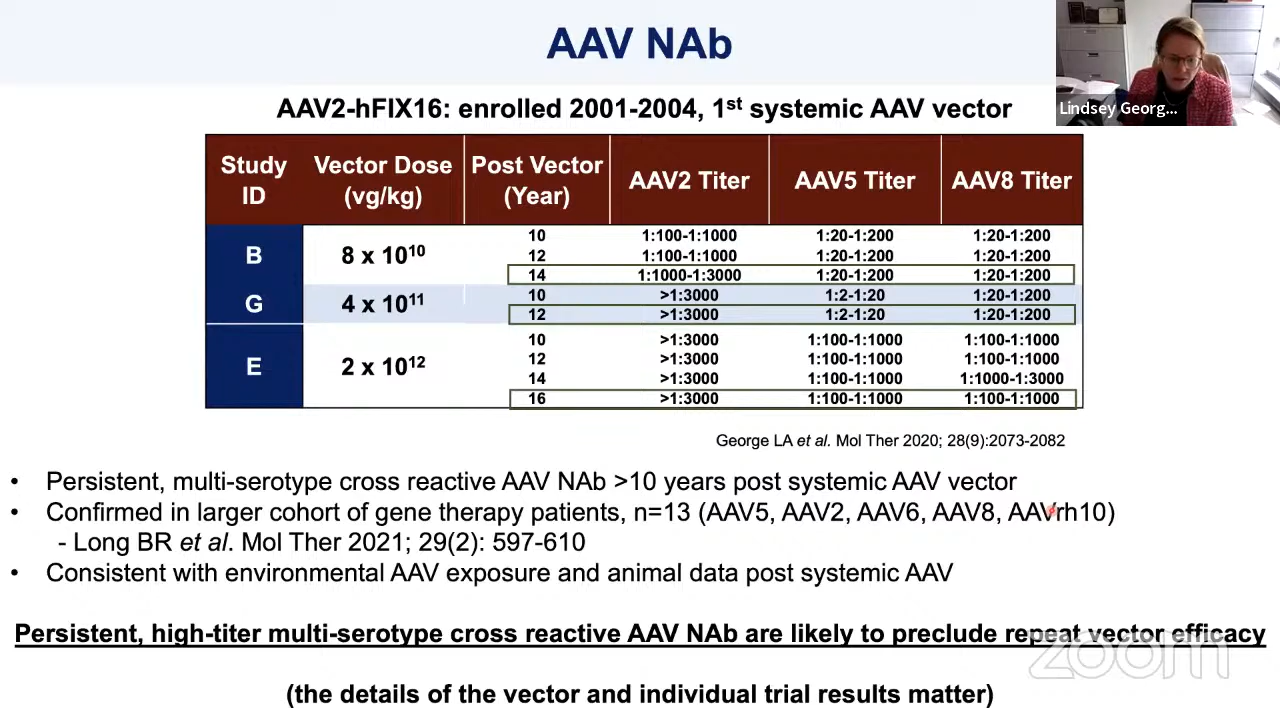 AAV NAb
Lindsey Georg...
AAV2-hFIX16: enrolled 2001-2004, 1st systemic AAV vector
Study ID Vector Dose (vg/kg) Post Vector (Year) AAV2 Titer AAV5 Titer AAV8 Titer
10 1:100-1:1000 1:20-1:200 1:20-1:200
B 8 x 10¹⁰ 12 1:100-1:1000 1:20-1:200 1:20-1:200
14 1:1000-1:3000 1:20-1:200 1:20-1:200
G 4 x 10¹¹ 10 >1:3000 1:2-1:20 1:20-1:200
12 >1:3000 1:2-1:20 1:20-1:200
10 >1:3000 1:100-1:1000 1:100-1:1000
E 2 x 10¹² 12 >1:3000 1:100-1:1000 1:100-1:1000
14 >1:3000 1:100-1:1000 1:1000-1:3000
16 >1:3000 1:100-1:1000 1:100-1:1000
George LA et al. Mol Ther 2020; 28(9):2073-2082
• Persistent, multi-serotype cross reactive AAV NAb >10 years post systemic AAV vector
• Confirmed in larger cohort of gene therapy patients, n=13 (AAV5, AAV2, AAV6, AAV8, AAVrh10)
- Long BR et al. Mol Ther 2021; 29(2): 597-610
• Consistent with environmental AAV exposure and animal data post systemic AAV
Persistent, high-titer multi-serotype cross reactive AAV NAb are likely to preclude repeat vector efficacy
zoom
(the details of the vector and individual trial results matter)